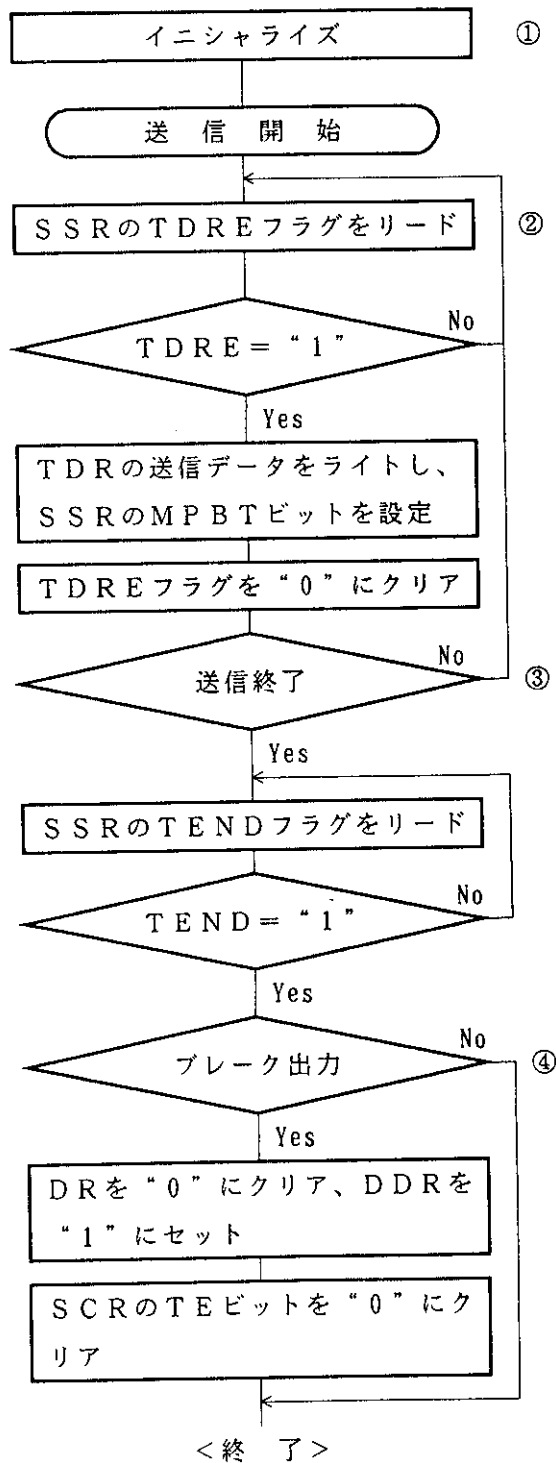 イニシャライズ ①
送信開始
SSRのTDREフラグをリード ②
TDRE=“1” No
Yes
TDRの送信データをライトし、
SSRのMPBTビットを設定
TDREフラグを“0”にクリア
送信終了 No ③
Yes
SSRのTENDフラグをリード
TEND=“1” No
Yes
ブレーク出力 No ④
Yes
DRを“0”にクリア、DDRを
“1”にセット
SCRのTEビットを“0”にク
リア
<終 了>